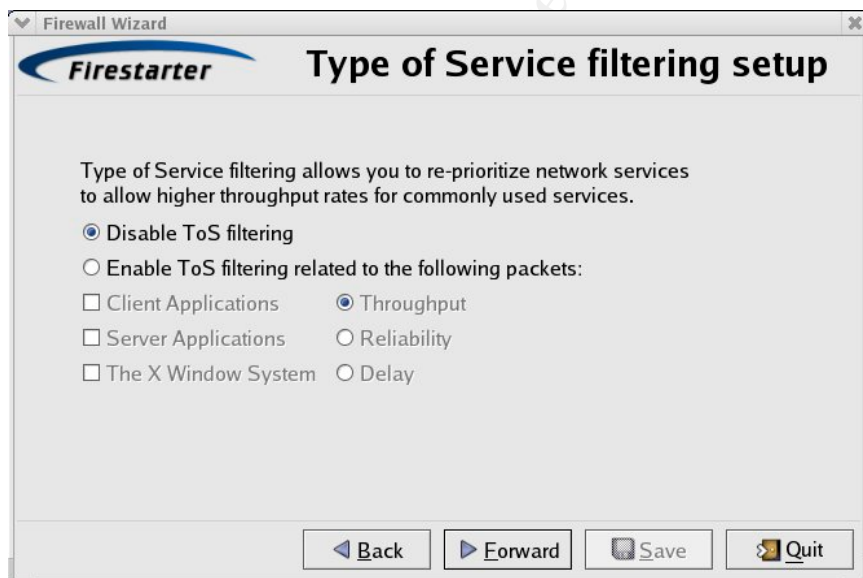 Firewall Wizard
Firestarter
Type of Service filtering setup
Type of Service filtering allows you to re-prioritize network services
to allow higher throughput rates for commonly used services.
Disable ToS filtering
Enable ToS filtering related to the following packets:
Client Applications Throughput
Server Applications Reliability
The X Window System Delay
Back Forward Save Quit